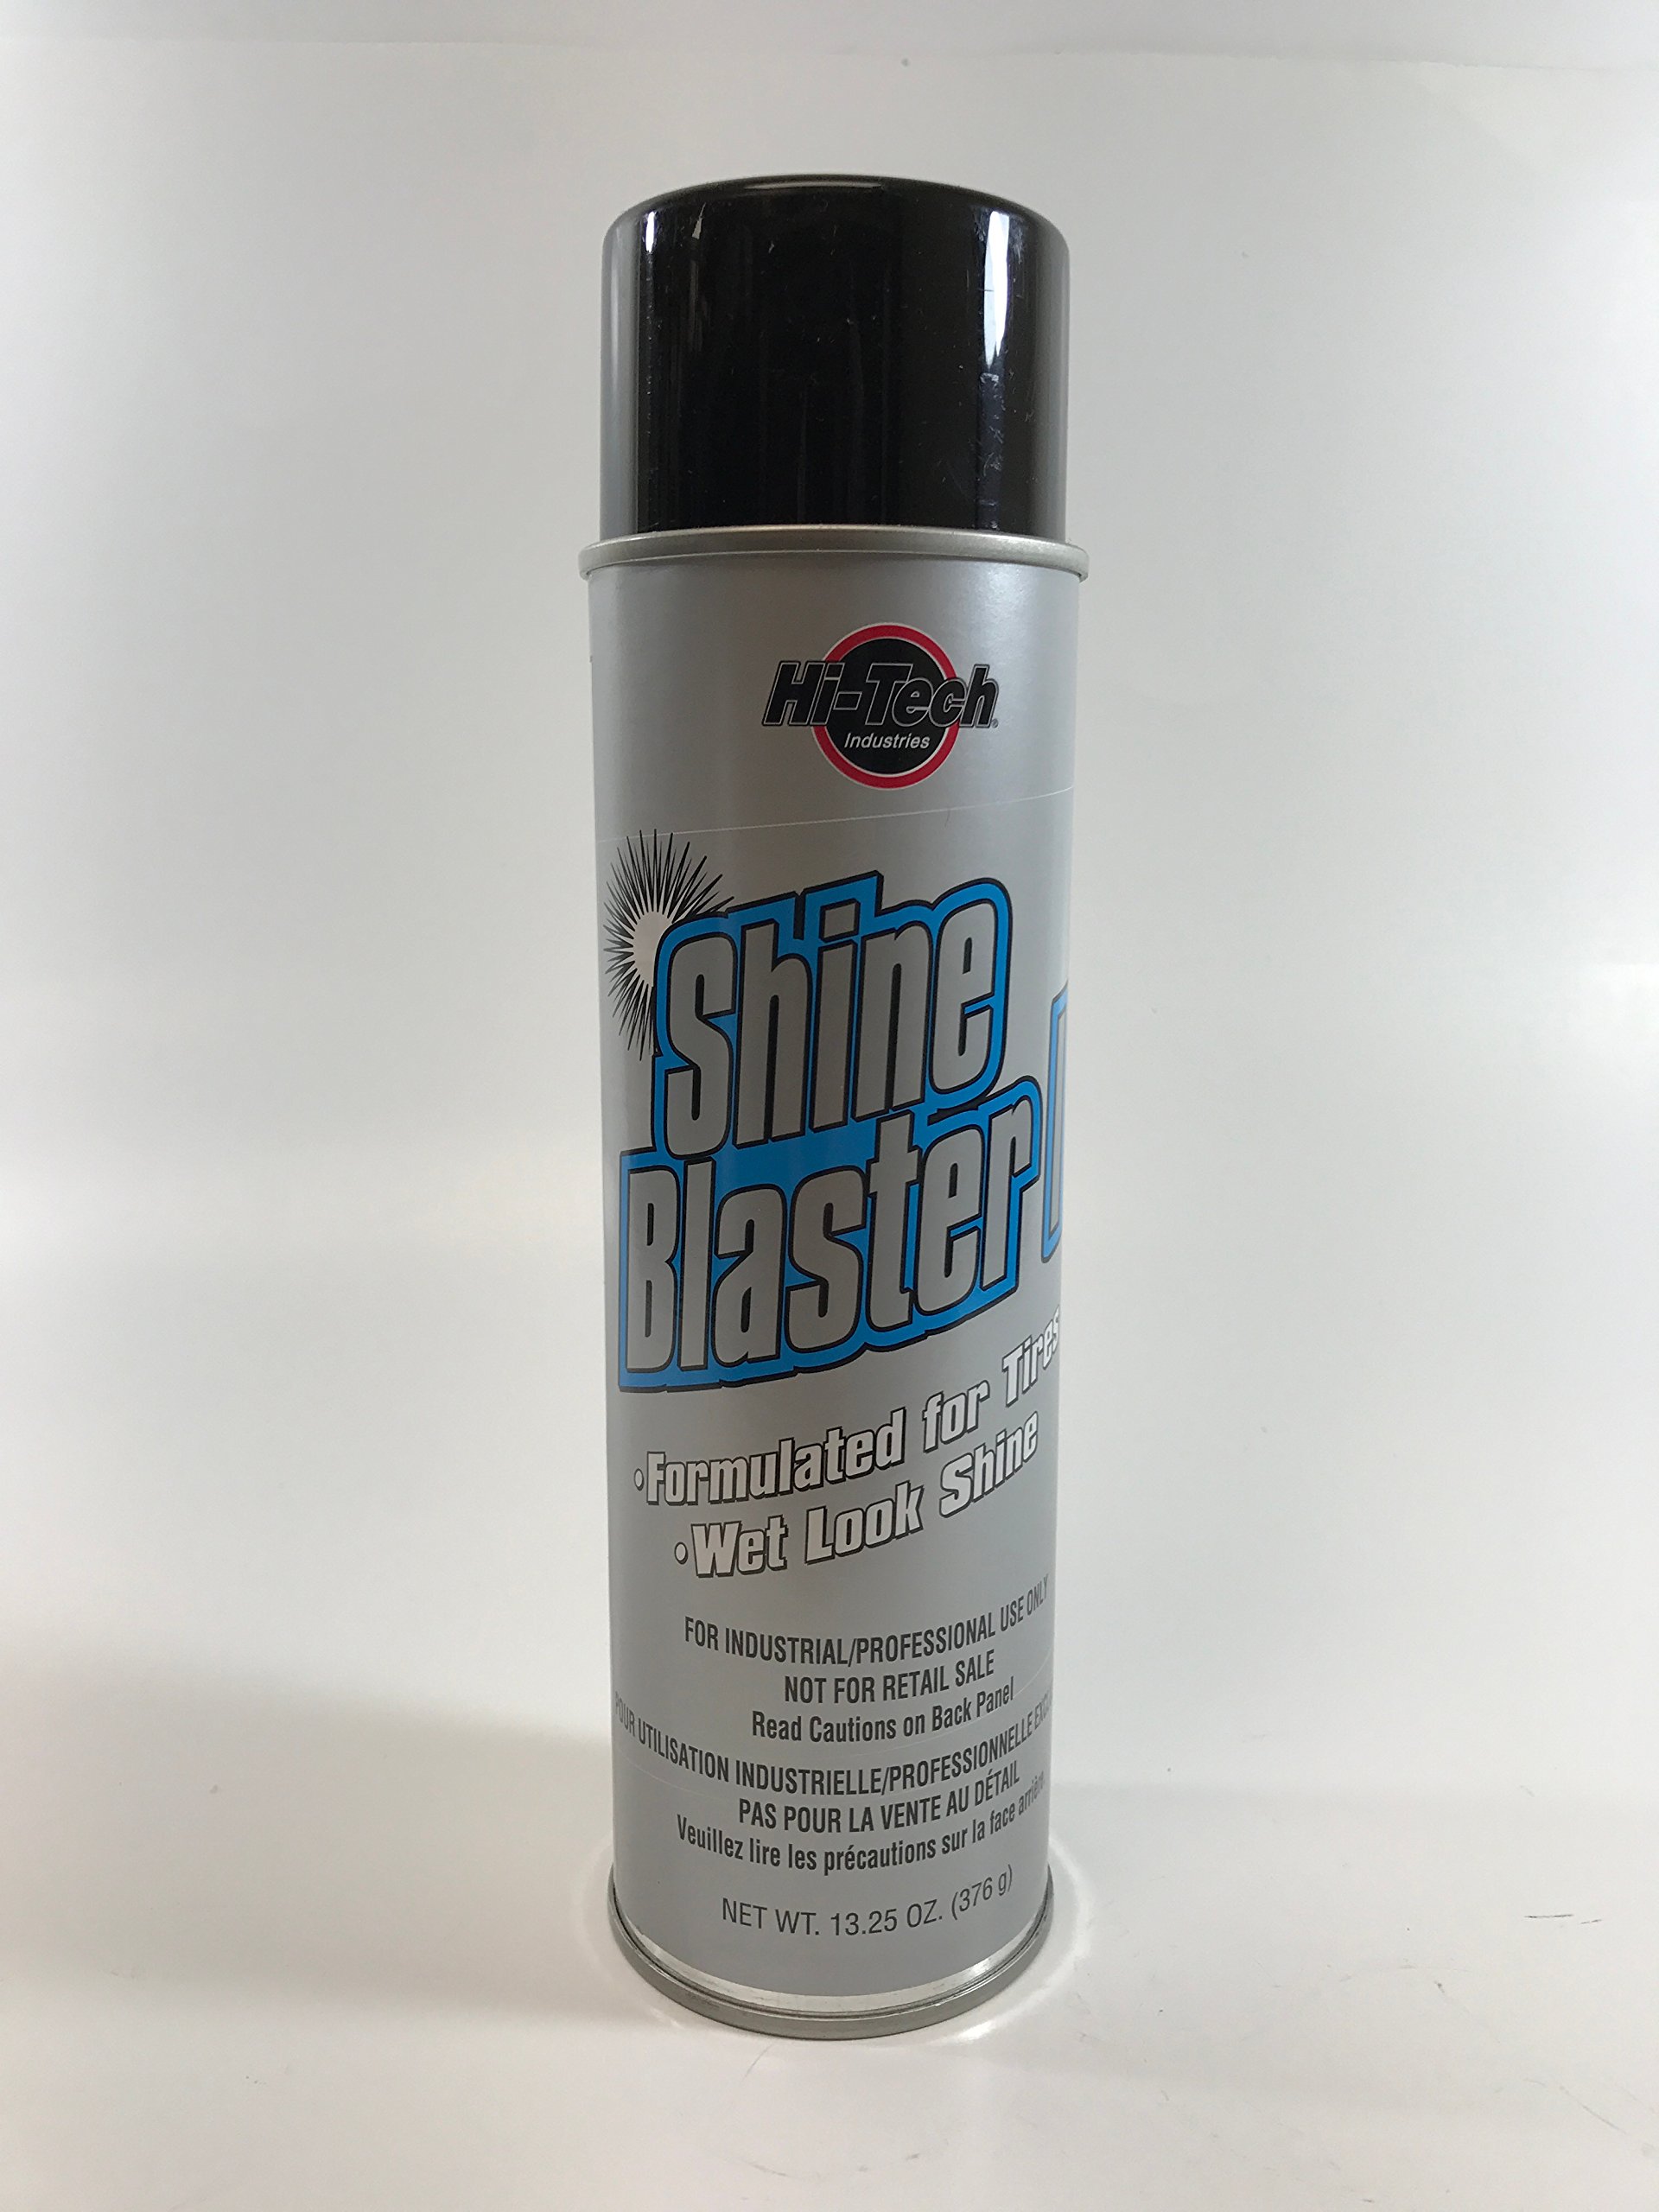 Hi-Tech
Industries
Shine
Blaster
•Formulated for Tires
•Wet Look Shine
FOR INDUSTRIAL/PROFESSIONAL USE ONLY
NOT FOR RETAIL SALE
Read Cautions on Back Panel
POUR UTILISATION INDUSTRIELLE/PROFESSIONNELLE
PAS POUR LA VENTE AU DÉTAIL
Veuillez lire les précautions sur la face arrière
NET WT. 13.25 OZ. (376 g)